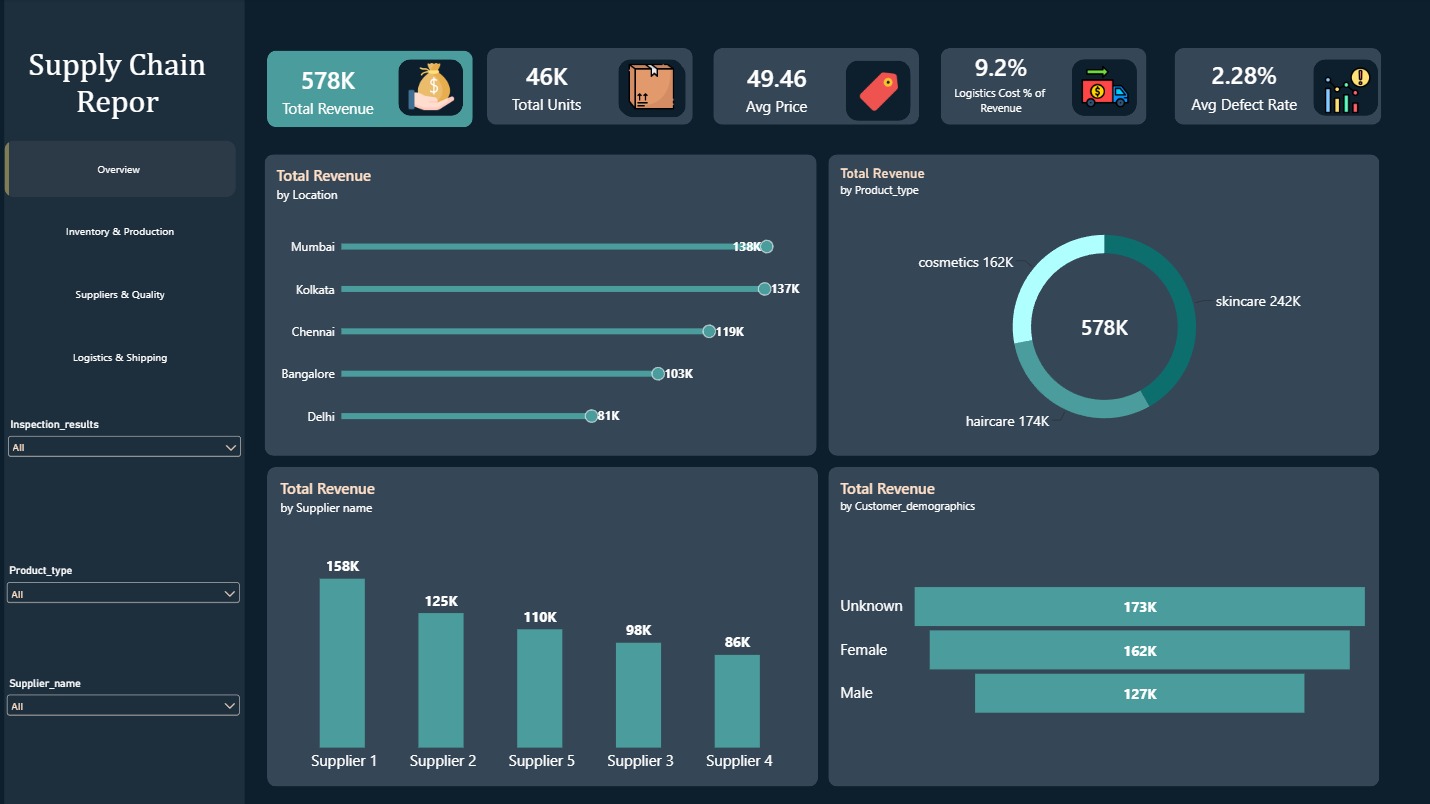 Supply Chain
Repor
Overview
Inventory & Production
Suppliers & Quality
Logistics & Shipping
Inspection_results
All
Product_type
All
Supplier_name
All
578K
Total Revenue
46K
Total Units
49.46
Avg Price
9.2%
Logistics Cost % of
Revenue
2.28%
Avg Defect Rate
Total Revenue
by Location
Mumbai 138K
Kolkata 137K
Chennai 119K
Bangalore 103K
Delhi 81K
Total Revenue
by Product_type
cosmetics 162K
skincare 242K
578K
haircare 174K
Total Revenue
by Supplier name
158K
125K
110K
98K
86K
Supplier 1 Supplier 2 Supplier 5 Supplier 3 Supplier 4
Total Revenue
by Customer_demographics
Unknown 173K
Female 162K
Male 127K